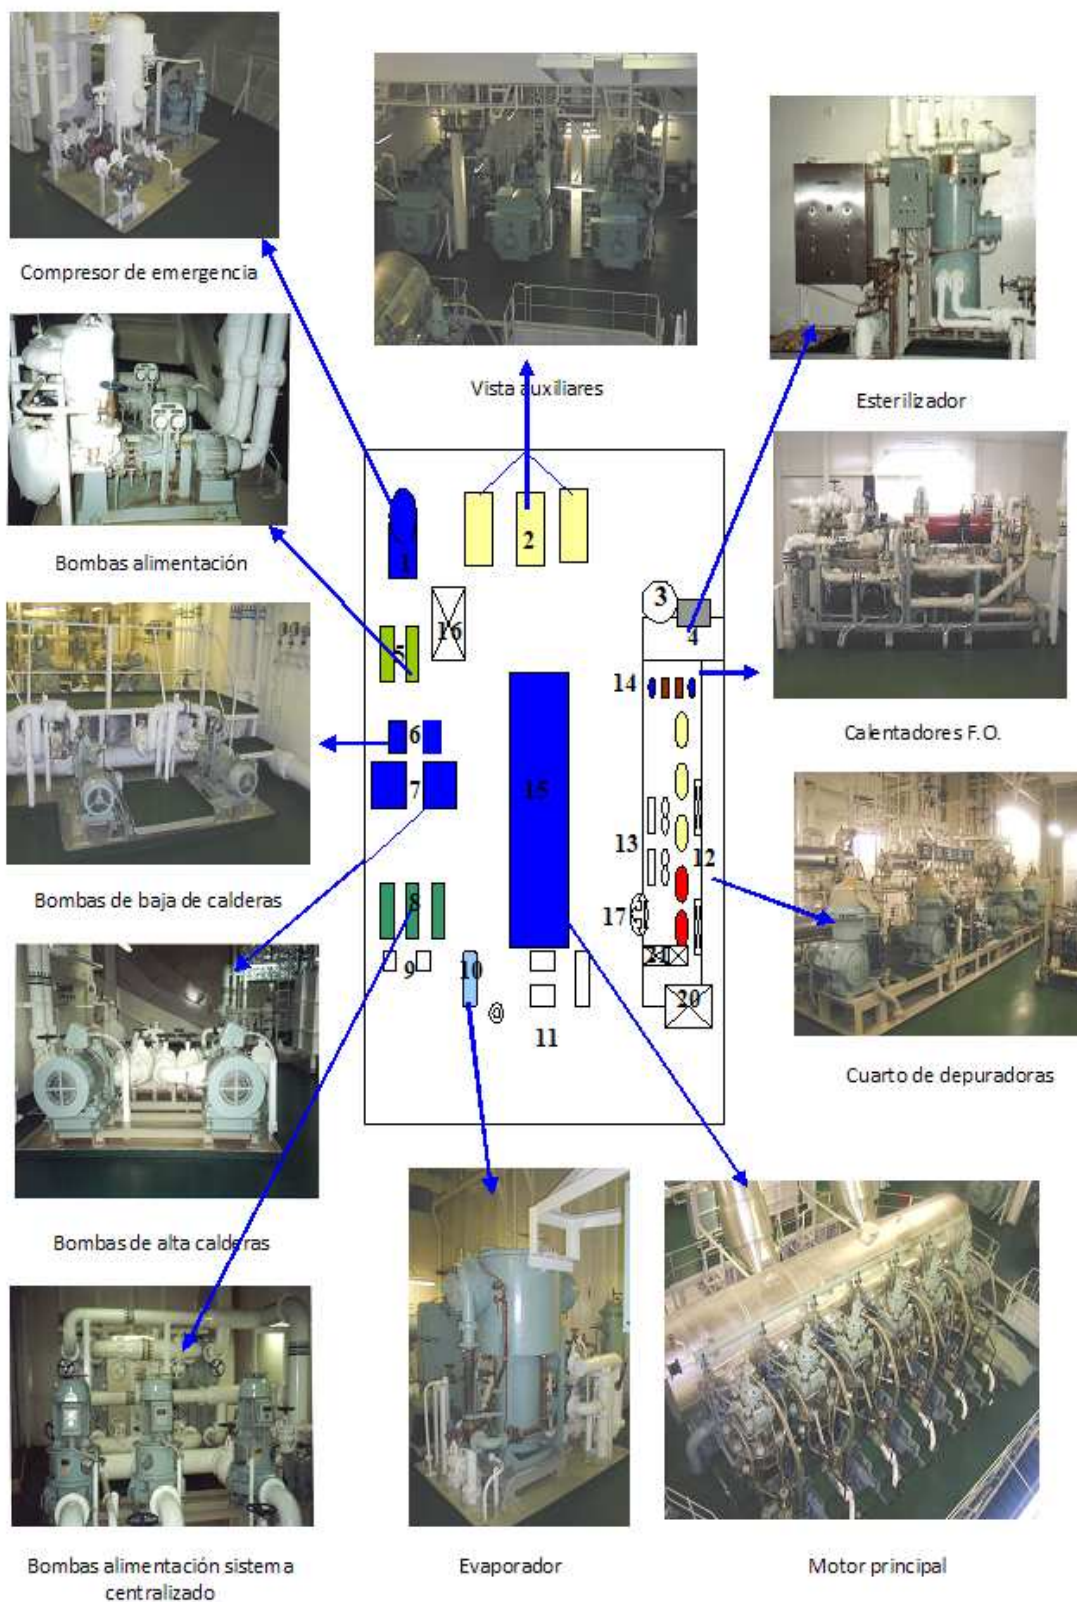 Compresor de emergencia
Vista auxiliares
Esterilizador
Bombas alimentación
1
2
3
4
16
5
14
Calentadores F.O.
6
7
15
Bombas de baja de calderas
13
12
8
17
9
10
21
20
11
Cuarto de depuradoras
Bombas de alta calderas
Bombas alimentación sistema
centralizado
Evaporador
Motor principal